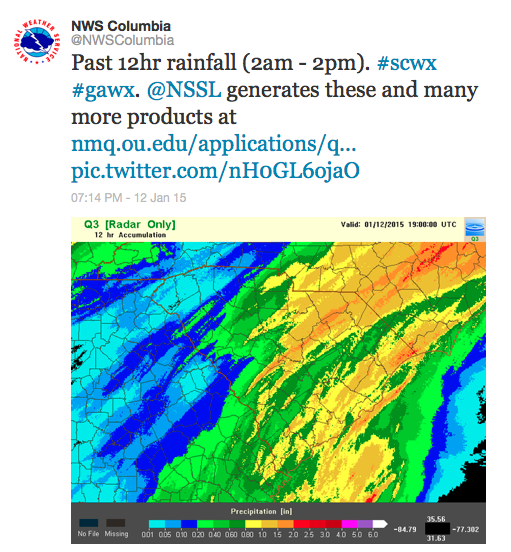 NATIONAL WEATHER SERVICE
NWS Columbia
@NWSColumbia
Past 12hr rainfall (2am - 2pm). #scwx
#gawx. @NSSL generates these and many
more products at
nmq.ou.edu/applications/q...
pic.twitter.com/nH0GL6ojaO
07:14 PM - 12 Jan 15
Q3 [Radar Only]
Valid: 01/12/2015 19:00:00 UTC
12 hr Accumulation
Q3
Precipitation [in]
No File Missing 0.01 0.05 0.10 0.20 0.40 0.60 0.80 1.0 1.5 2.0 2.5 3.0 4.0 5.0 6.0
35.56
-84.79 -77.302
31.63